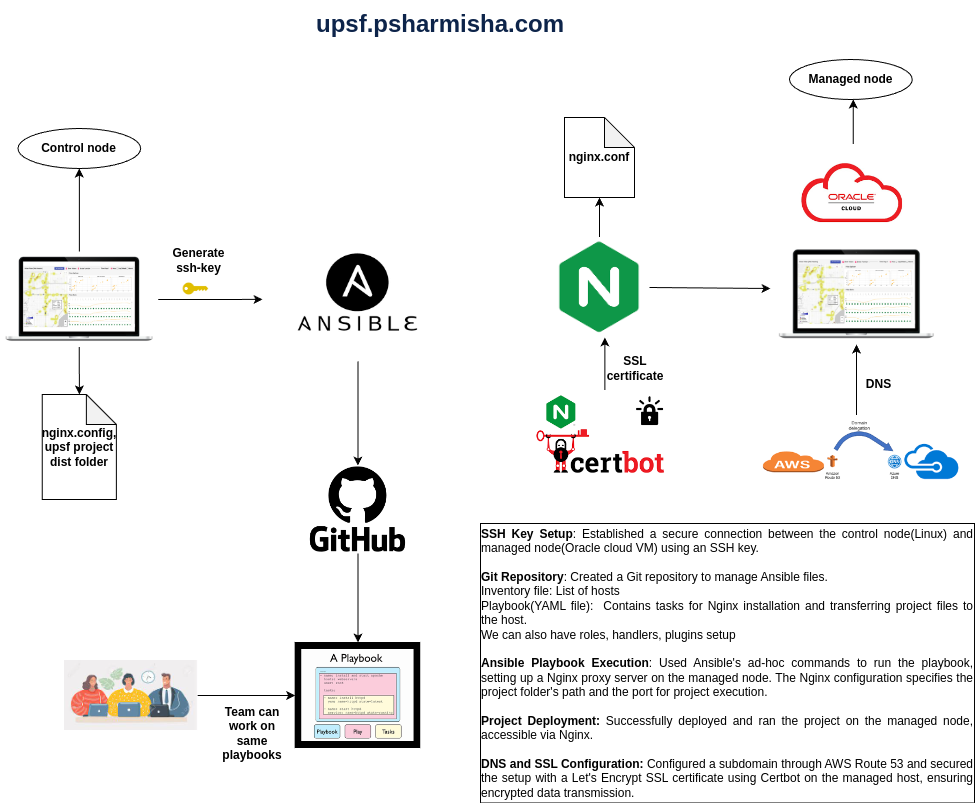 upsf.psharmisha.com
Managed node
Control node
nginx.conf
ORACLE
CLOUD
Generate
ssh-key
ANSIBLE
N
SSL
certificate
DNS
nginx.config,
upsf project
dist folder
N
certbot
Domain
delegation
AWS
Amazon
Route 53
Azure
DNS
GitHub
A Playbook
Playbook
Play
Tasks
Team can
work on
same
playbooks
SSH Key Setup: Established a secure connection between the control node(Linux) and
managed node(Oracle cloud VM) using an SSH key.
Git Repository: Created a Git repository to manage Ansible files.
Inventory file: List of hosts
Playbook(YAML file):  Contains tasks for Nginx installation and transferring project files to
the host.
We can also have roles, handlers, plugins setup
Ansible Playbook Execution: Used Ansible's ad-hoc commands to run the playbook,
setting up a Nginx proxy server on the managed node. The Nginx configuration specifies the
project folder's path and the port for project execution.
Project Deployment: Successfully deployed and ran the project on the managed node,
accessible via Nginx.
DNS and SSL Configuration: Configured a subdomain through AWS Route 53 and secured
the setup with a Let's Encrypt SSL certificate using Certbot on the managed host, ensuring
encrypted data transmission.